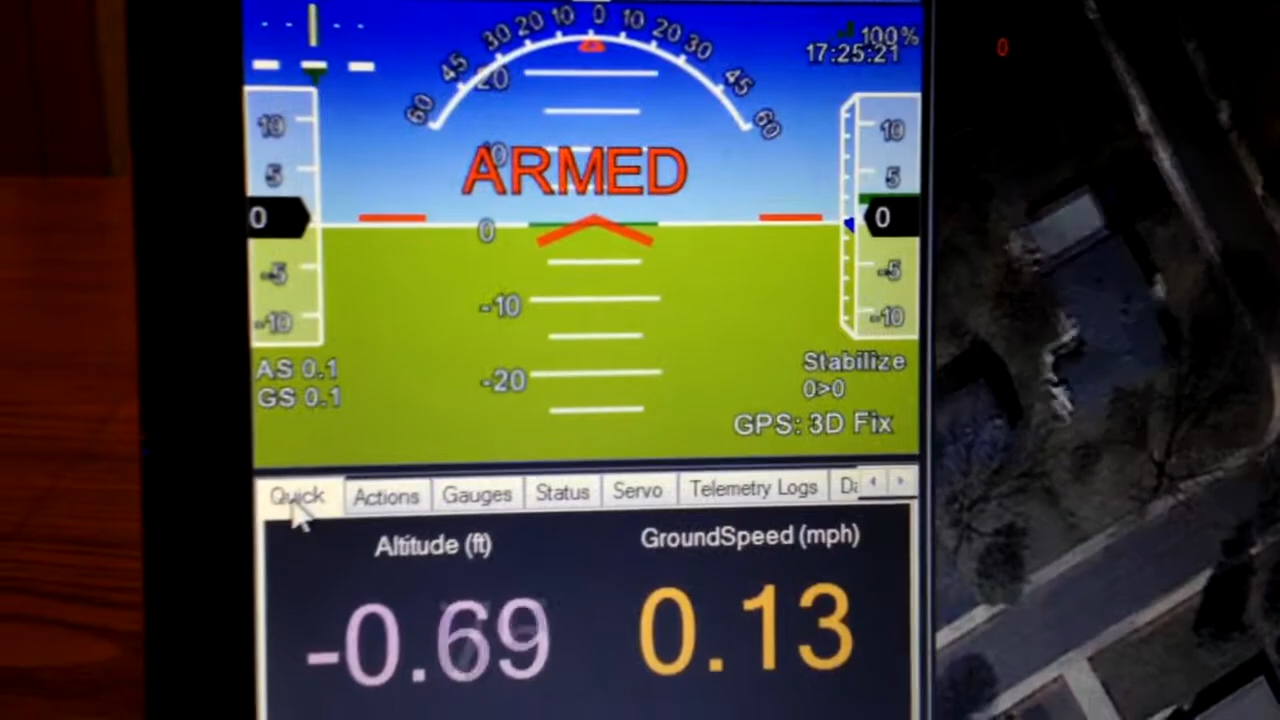 60 45 30 20 10 0 10 20 30 45 60
100%
17:25:21
0
20
10 10
10
ARMED
5 5
0 0 0
-5 -5
-10 -10 -10
AS 0.1
Stabilize
GS 0.1
0>0
-20
GPS: 3D Fix
Quick Actions Gauges Status Servo Telemetry Logs
Altitude (ft) GroundSpeed (mph)
-0.69 0.13